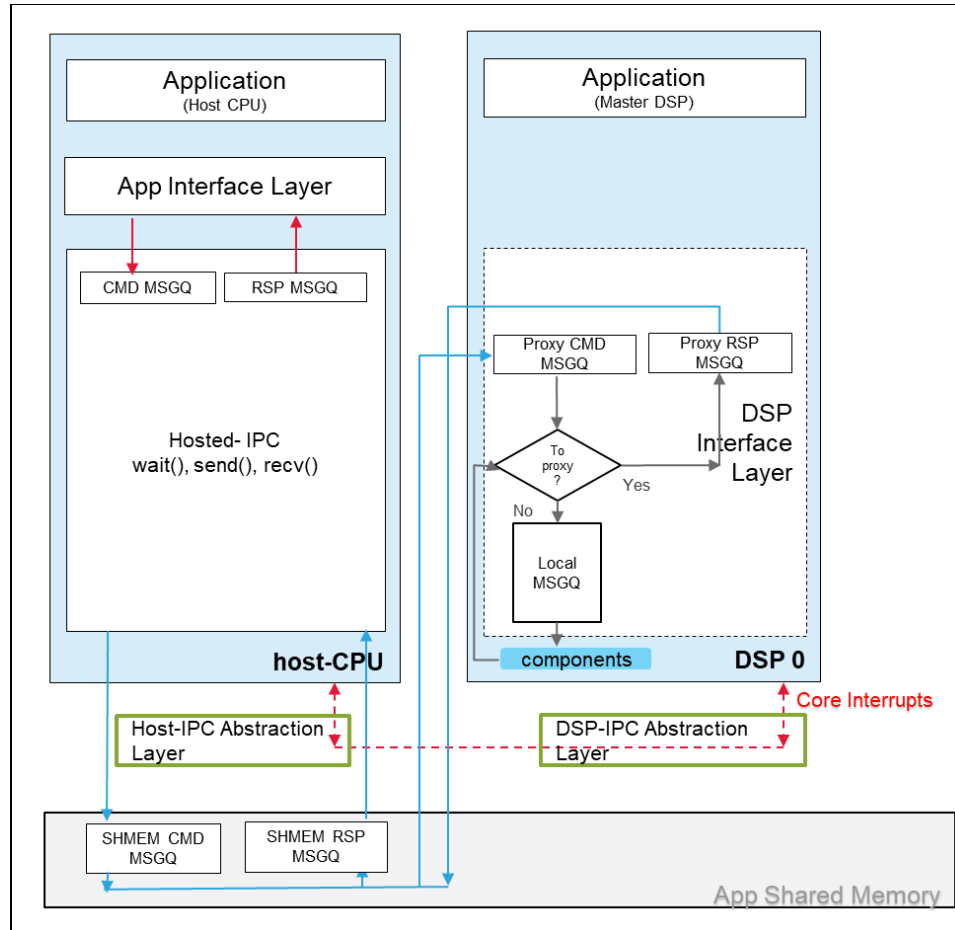 Application
(Host CPU)
App Interface Layer
CMD MSGQ
RSP MSGQ
Hosted- IPC
wait(), send(), recv()
host-CPU
Application
(Master DSP)
Proxy CMD
MSGQ
Proxy RSP
MSGQ
DSP
Interface
Layer
To
proxy
?
Yes
No
Local
MSGQ
components
DSP 0
Core Interrupts
Host-IPC Abstraction
Layer
DSP-IPC Abstraction
Layer
SHMEM CMD
MSGQ
SHMEM RSP
MSGQ
App Shared Memory